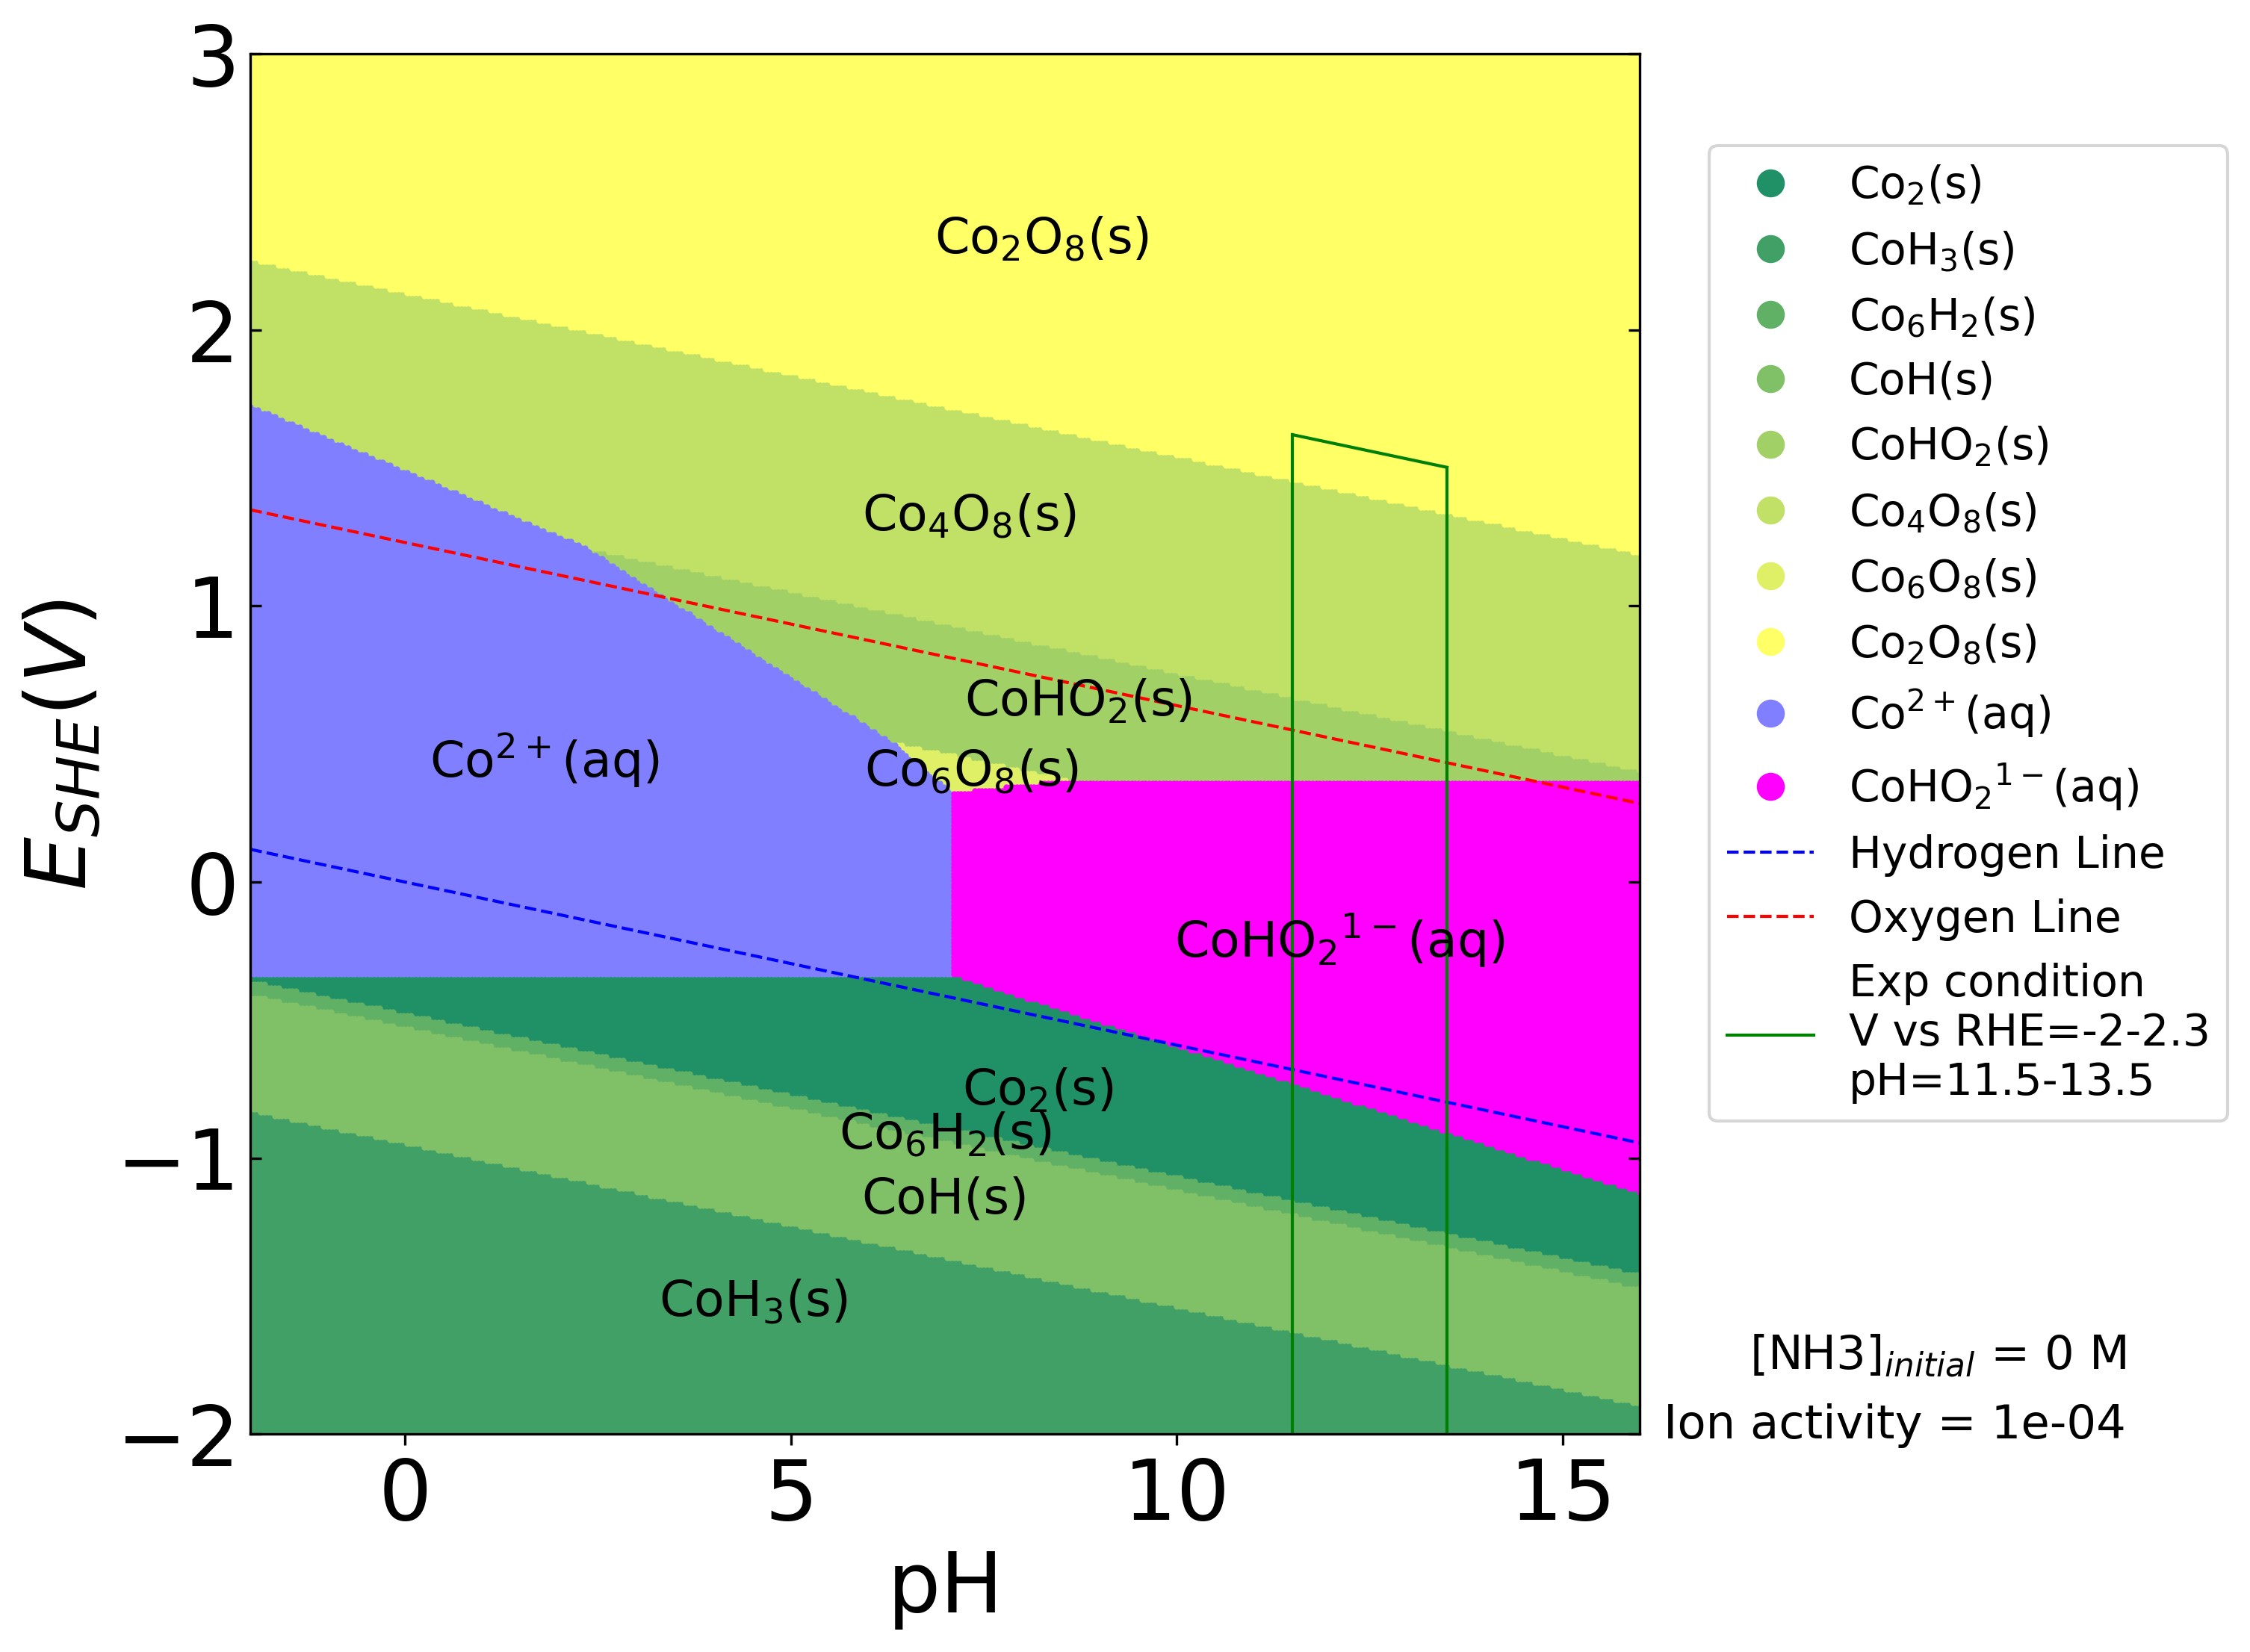 3
2
1
0
−1
−2
E_SHE(V)
0 5 10 15
pH
Co₂O₈(s)
Co₄O₈(s)
CoHO₂(s)
Co²⁺(aq)
Co₆O₈(s)
CoHO₂¹⁻(aq)
Co₂(s)
Co₆H₂(s)
CoH(s)
CoH₃(s)
Co₂(s)
CoH₃(s)
Co₆H₂(s)
CoH(s)
CoHO₂(s)
Co₄O₈(s)
Co₆O₈(s)
Co₂O₈(s)
Co²⁺(aq)
CoHO₂¹⁻(aq)
Hydrogen Line
Oxygen Line
Exp condition
V vs RHE=-2-2.3
pH=11.5-13.5
[NH3]_initial = 0 M
Ion activity = 1e-04